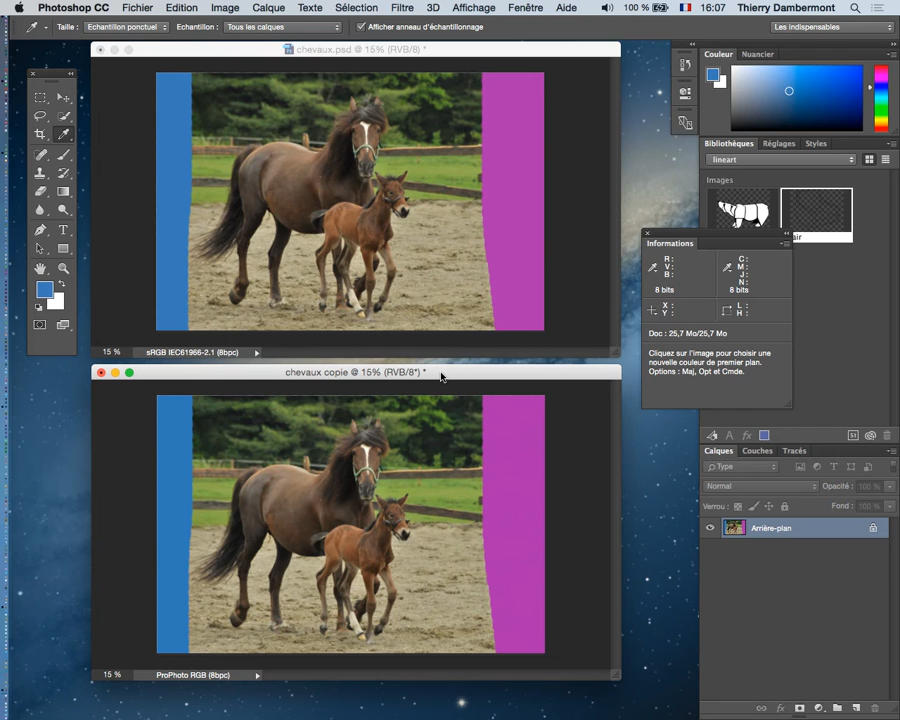 Photoshop CC Fichier Edition Image Calque Texte Sélection Filtre 3D Affichage Fenêtre Aide 100 % 16:07 Thierry Dambermont
Taille : Echantillon ponctuel Echantillon : Tous les calques Afficher anneau d'échantillonnage Les indispensables
chevaux.psd @ 15% (RVB/8) *
15 % sRGB IEC61966-2.1 (8bpc)
chevaux copie @ 15% (RVB/8*) *
15 % ProPhoto RGB (8bpc)
Couleur Nuancier
Bibliothèques Réglages Styles
lineart
Images
air
Informations
R : C :
V : M :
B : J :
N :
8 bits 8 bits
X : L :
Y : H :
Doc : 25,7 Mo/25,7 Mo
Cliquez sur l'image pour choisir une
nouvelle couleur de premier plan.
Options : Maj, Opt et Cmde.
Calques Couches Tracés
Type
Normal Opacité : 100 %
Verrou : Fond : 100 %
Arrière-plan